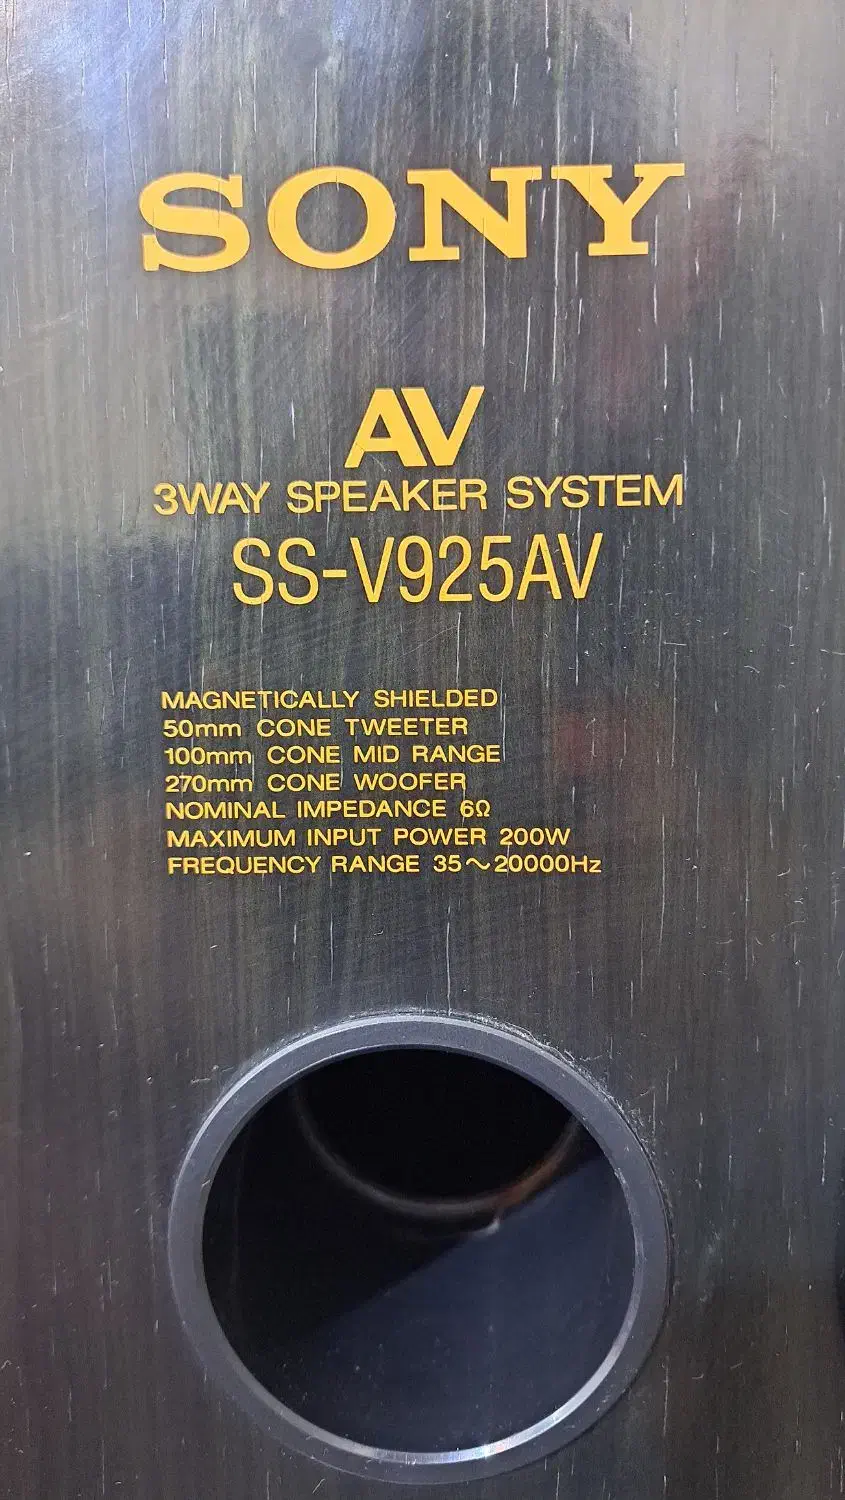 SONY
AV
3WAY SPEAKER SYSTEM
SS-V925AV
MAGNETICALLY SHIELDED
50mm CONE TWEETER
100mm CONE MID RANGE
270mm CONE WOOFER
NOMINAL IMPEDANCE 6Ω
MAXIMUM INPUT POWER 200W
FREQUENCY RANGE 35～20000Hz